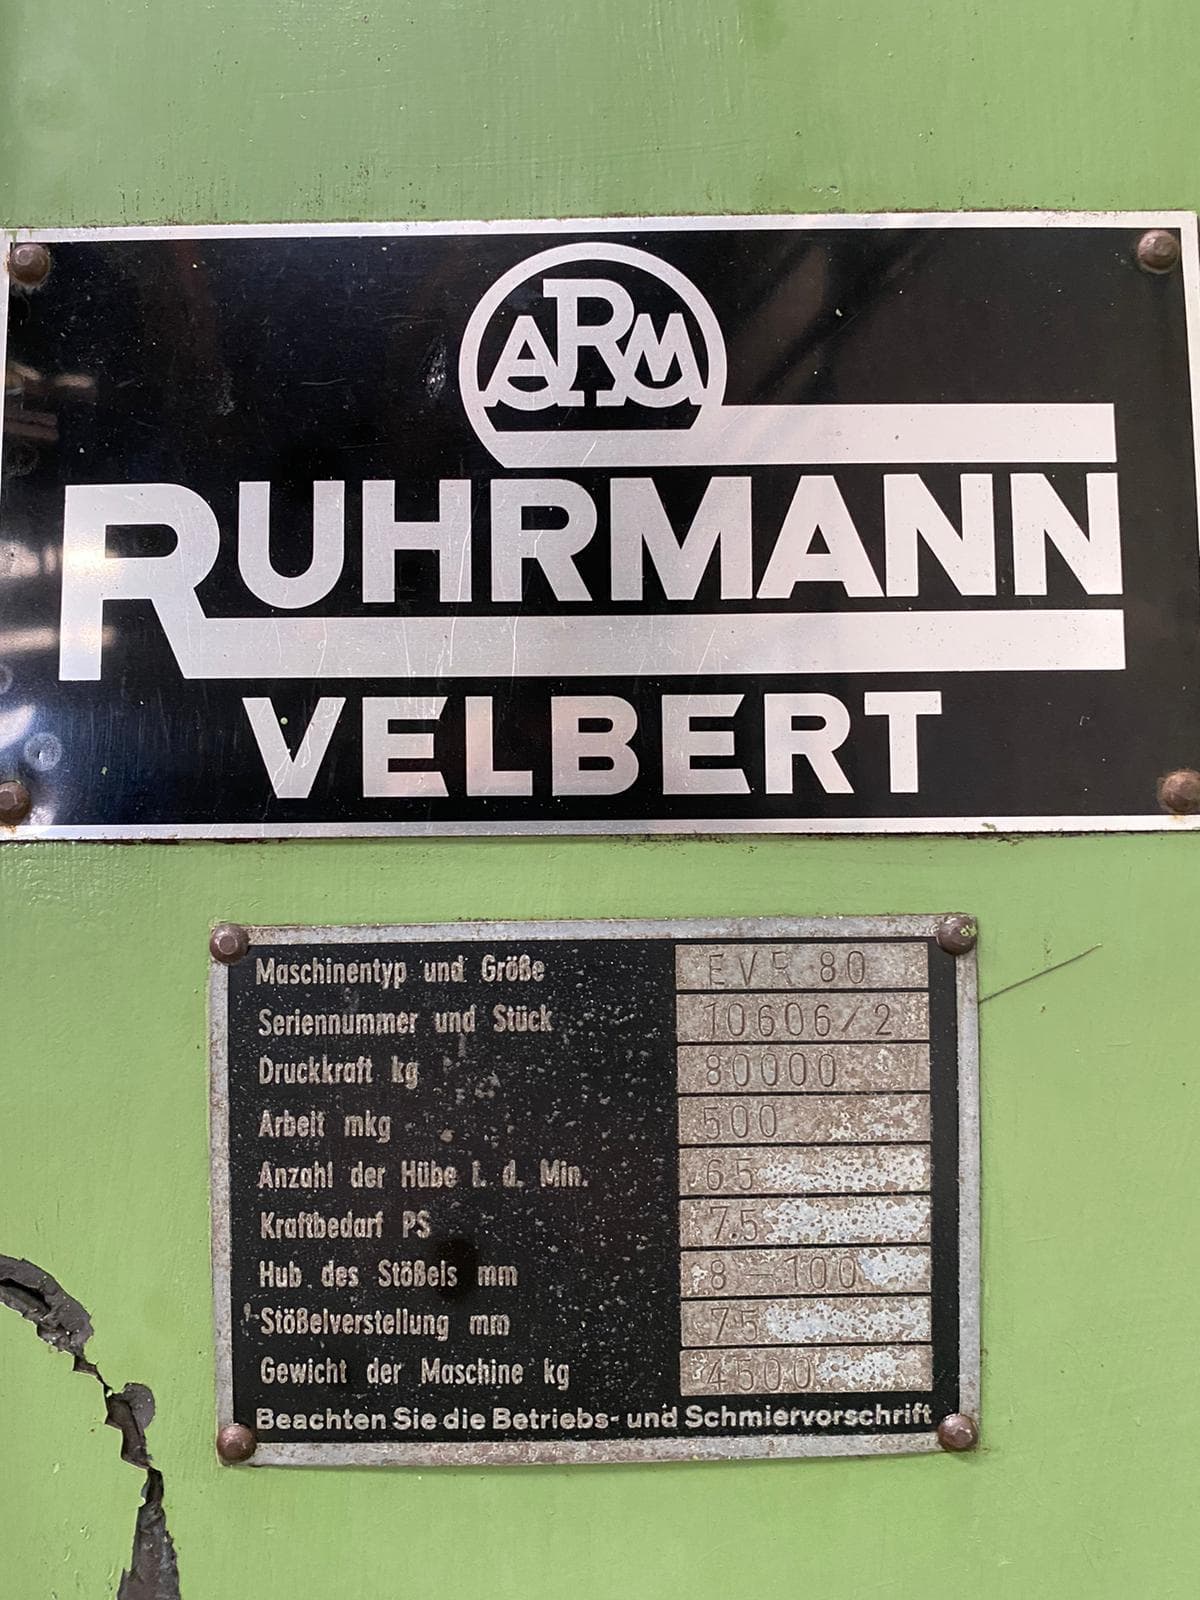 ARM
RUHRMANN
VELBERT
Maschinentyp und Größe EVR 80
Seriennummer und Stück 10606/2
Druckkraft kg 80000
Arbeit mkg 500
Anzahl der Hübe i. d. Min. 65
Kraftbedarf PS 7.5
Hub des Stößels mm 8-100
Stößelverstellung mm 75
Gewicht der Maschine kg 4500
Beachten Sie die Betriebs- und Schmiervorschrift